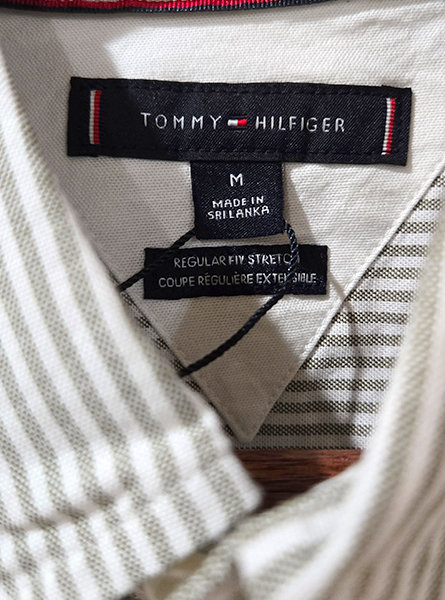 TOMMY HILFIGER
M
MADE IN
SRI LANKA
REGULAR FIT STRETCH
COUPE RÉGULIÈRE EXTENSIBLE